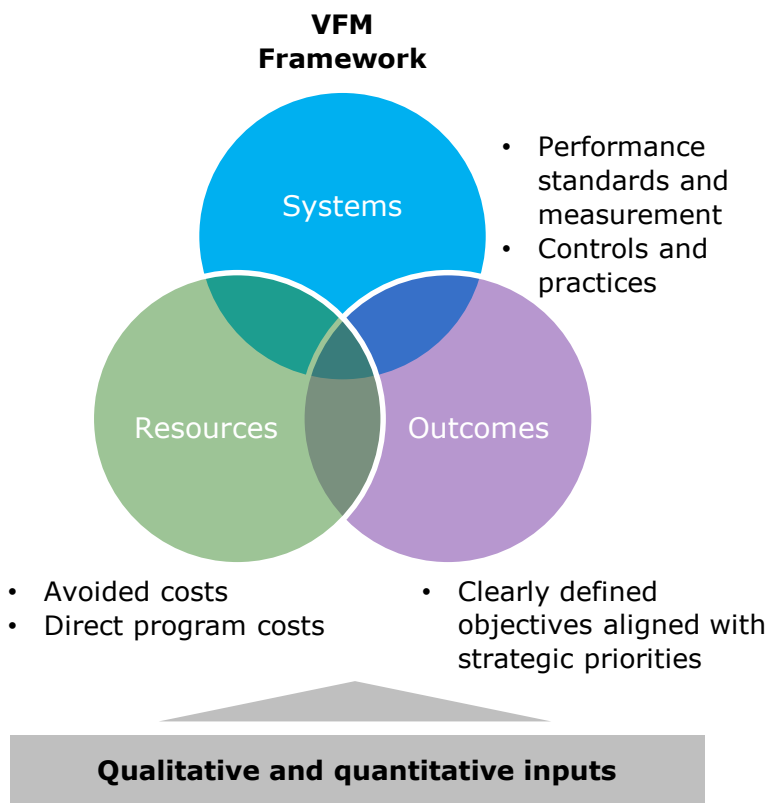 VFM
Framework
Systems
• Performance
standards and
measurement
• Controls and
practices
Resources
Outcomes
• Avoided costs
• Direct program costs
• Clearly defined
objectives aligned with
strategic priorities
Qualitative and quantitative inputs